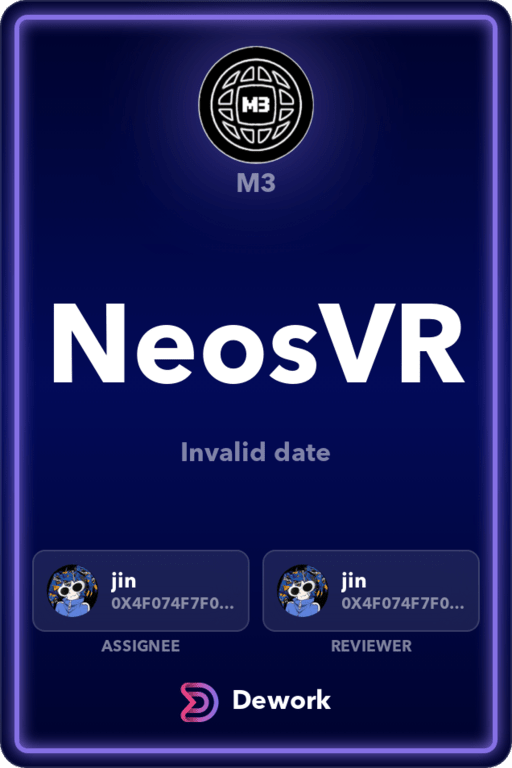 M3
M3
NeosVR
Invalid date
jin
0X4F074F7F0...
jin
0X4F074F7F0...
ASSIGNEE
REVIEWER
Dework